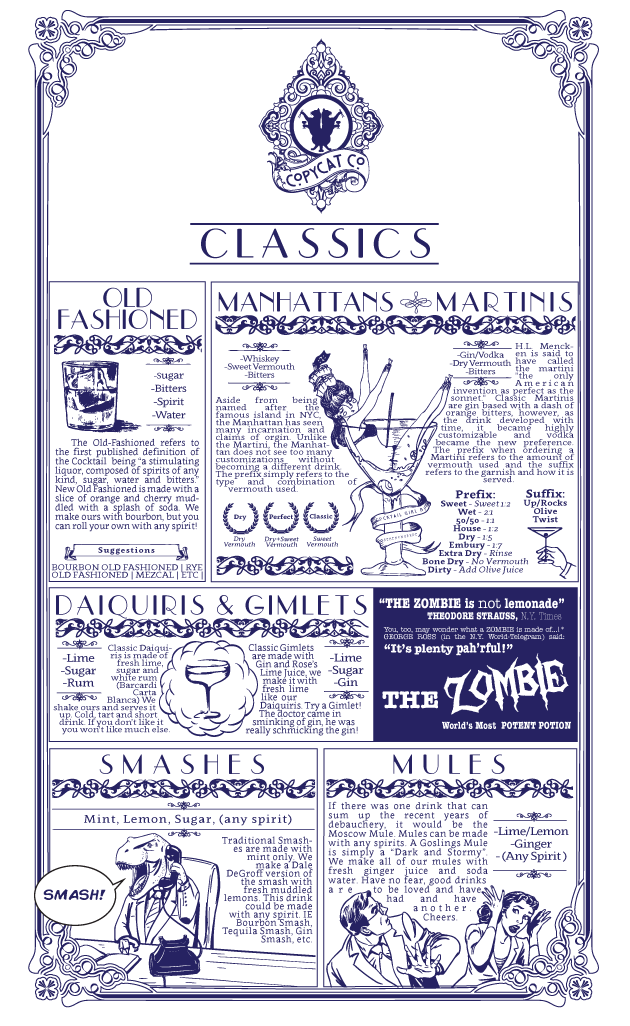 COPYCAT CO
CLASSICS
OLD
FASHIONED
-sugar
-Bitters
-Spirit
-Water
The Old-Fashioned refers to
the first published definition of
the Cocktail being "a stimulating
liquor, composed of spirits of any
kind, sugar, water and bitters."
New Old Fashioned is made with a
slice of orange and cherry mud-
dled with a splash of soda. We
make ours with bourbon, but you
can roll your own with any spirit!
Suggestions
BOURBON OLD FASHIONED | RYE
OLD FASHIONED | MEZCAL | ETC |
MANHATTANS MARTINIS
-Whiskey
-Sweet Vermouth
-Bitters
Aside from being
named after the
famous island in NYC,
the Manhattan has seen
many incarnation and
claims of orgin. Unlike
the Martini, the Manhat-
tan does not see too many
customizations without
becoming a different drink.
The prefix simply refers to the
type and combination of
vermouth used.
Dry
Perfect
Classic
Dry
Vermouth
Dry+Sweet
Vermouth
Sweet
Vermouth
COCKTAIL GIRL
-Gin/Vodka
-Dry Vermouth
-Bitters
H.L. Menck-
en is said to
have called
the martini
"the only
American
invention as perfect as the
sonnet." Classic Martinis
are gin based with a dash of
orange bitters, however, as
the drink developed with
time, it became highly
customizable and vodka
became the new preference.
The prefix when ordering a
Martini refers to the amount of
vermouth used and the suffix
refers to the garnish and how it is
served.
Prefix:
Sweet - Sweet 1:2
Wet - 2:1
50/50 - 1:1
House - 1:2
Dry - 1:5
Embury - 1:7
Extra Dry - Rinse
Bone Dry - No Vermouth
Dirty - Add Olive Juice
Suffix:
Up/Rocks
Olive
Twist
DAIQUIRIS & GIMLETS
-Lime
-Sugar
-Rum
Classic Daiqui-
ris is made of
fresh lime,
sugar and
white rum
(Barcardi
Carta
Blanca) We
shake ours and serves it
up. Cold, tart and short
drink. If you don't like it
you won't like much else.
Classic Gimlets
are made with
Gin and Rose's
Lime Juice, we
make it with
fresh lime
like our
Daiquiris. Try a Gimlet!
The doctor came in
sminking of gin, he was
really schmicking the gin!
-Lime
-Sugar
-Gin
"THE ZOMBIE is not lemonade"
THEODORE STRAUSS, N.Y. Times
You, too, may wonder what a ZOMBIE is made of...!"
GEORGE ROSS (in the N.Y. World-Telegram) said:
"It's plenty pah'rful!"
THE ZOMBIE
World's Most POTENT POTION
SMASHES
Mint, Lemon, Sugar, (any spirit)
Traditional Smash-
es are made with
mint only. We
make a Dale
DeGroff version of
the smash with
fresh muddled
lemons. This drink
could be made
with any spirit. IE
Bourbon Smash,
Tequila Smash, Gin
Smash, etc.
SMASH!
MULES
If there was one drink that can
sum up the recent years of
debauchery, it would be the
Moscow Mule. Mules can be made
with any spirits. A Goslings Mule
is simply a "Dark and Stormy".
We make all of our mules with
fresh ginger juice and soda
water. Have no fear, good drinks
are to be loved and have,
had and have
another.
Cheers.
-Lime/Lemon
-Ginger
-(Any Spirit)